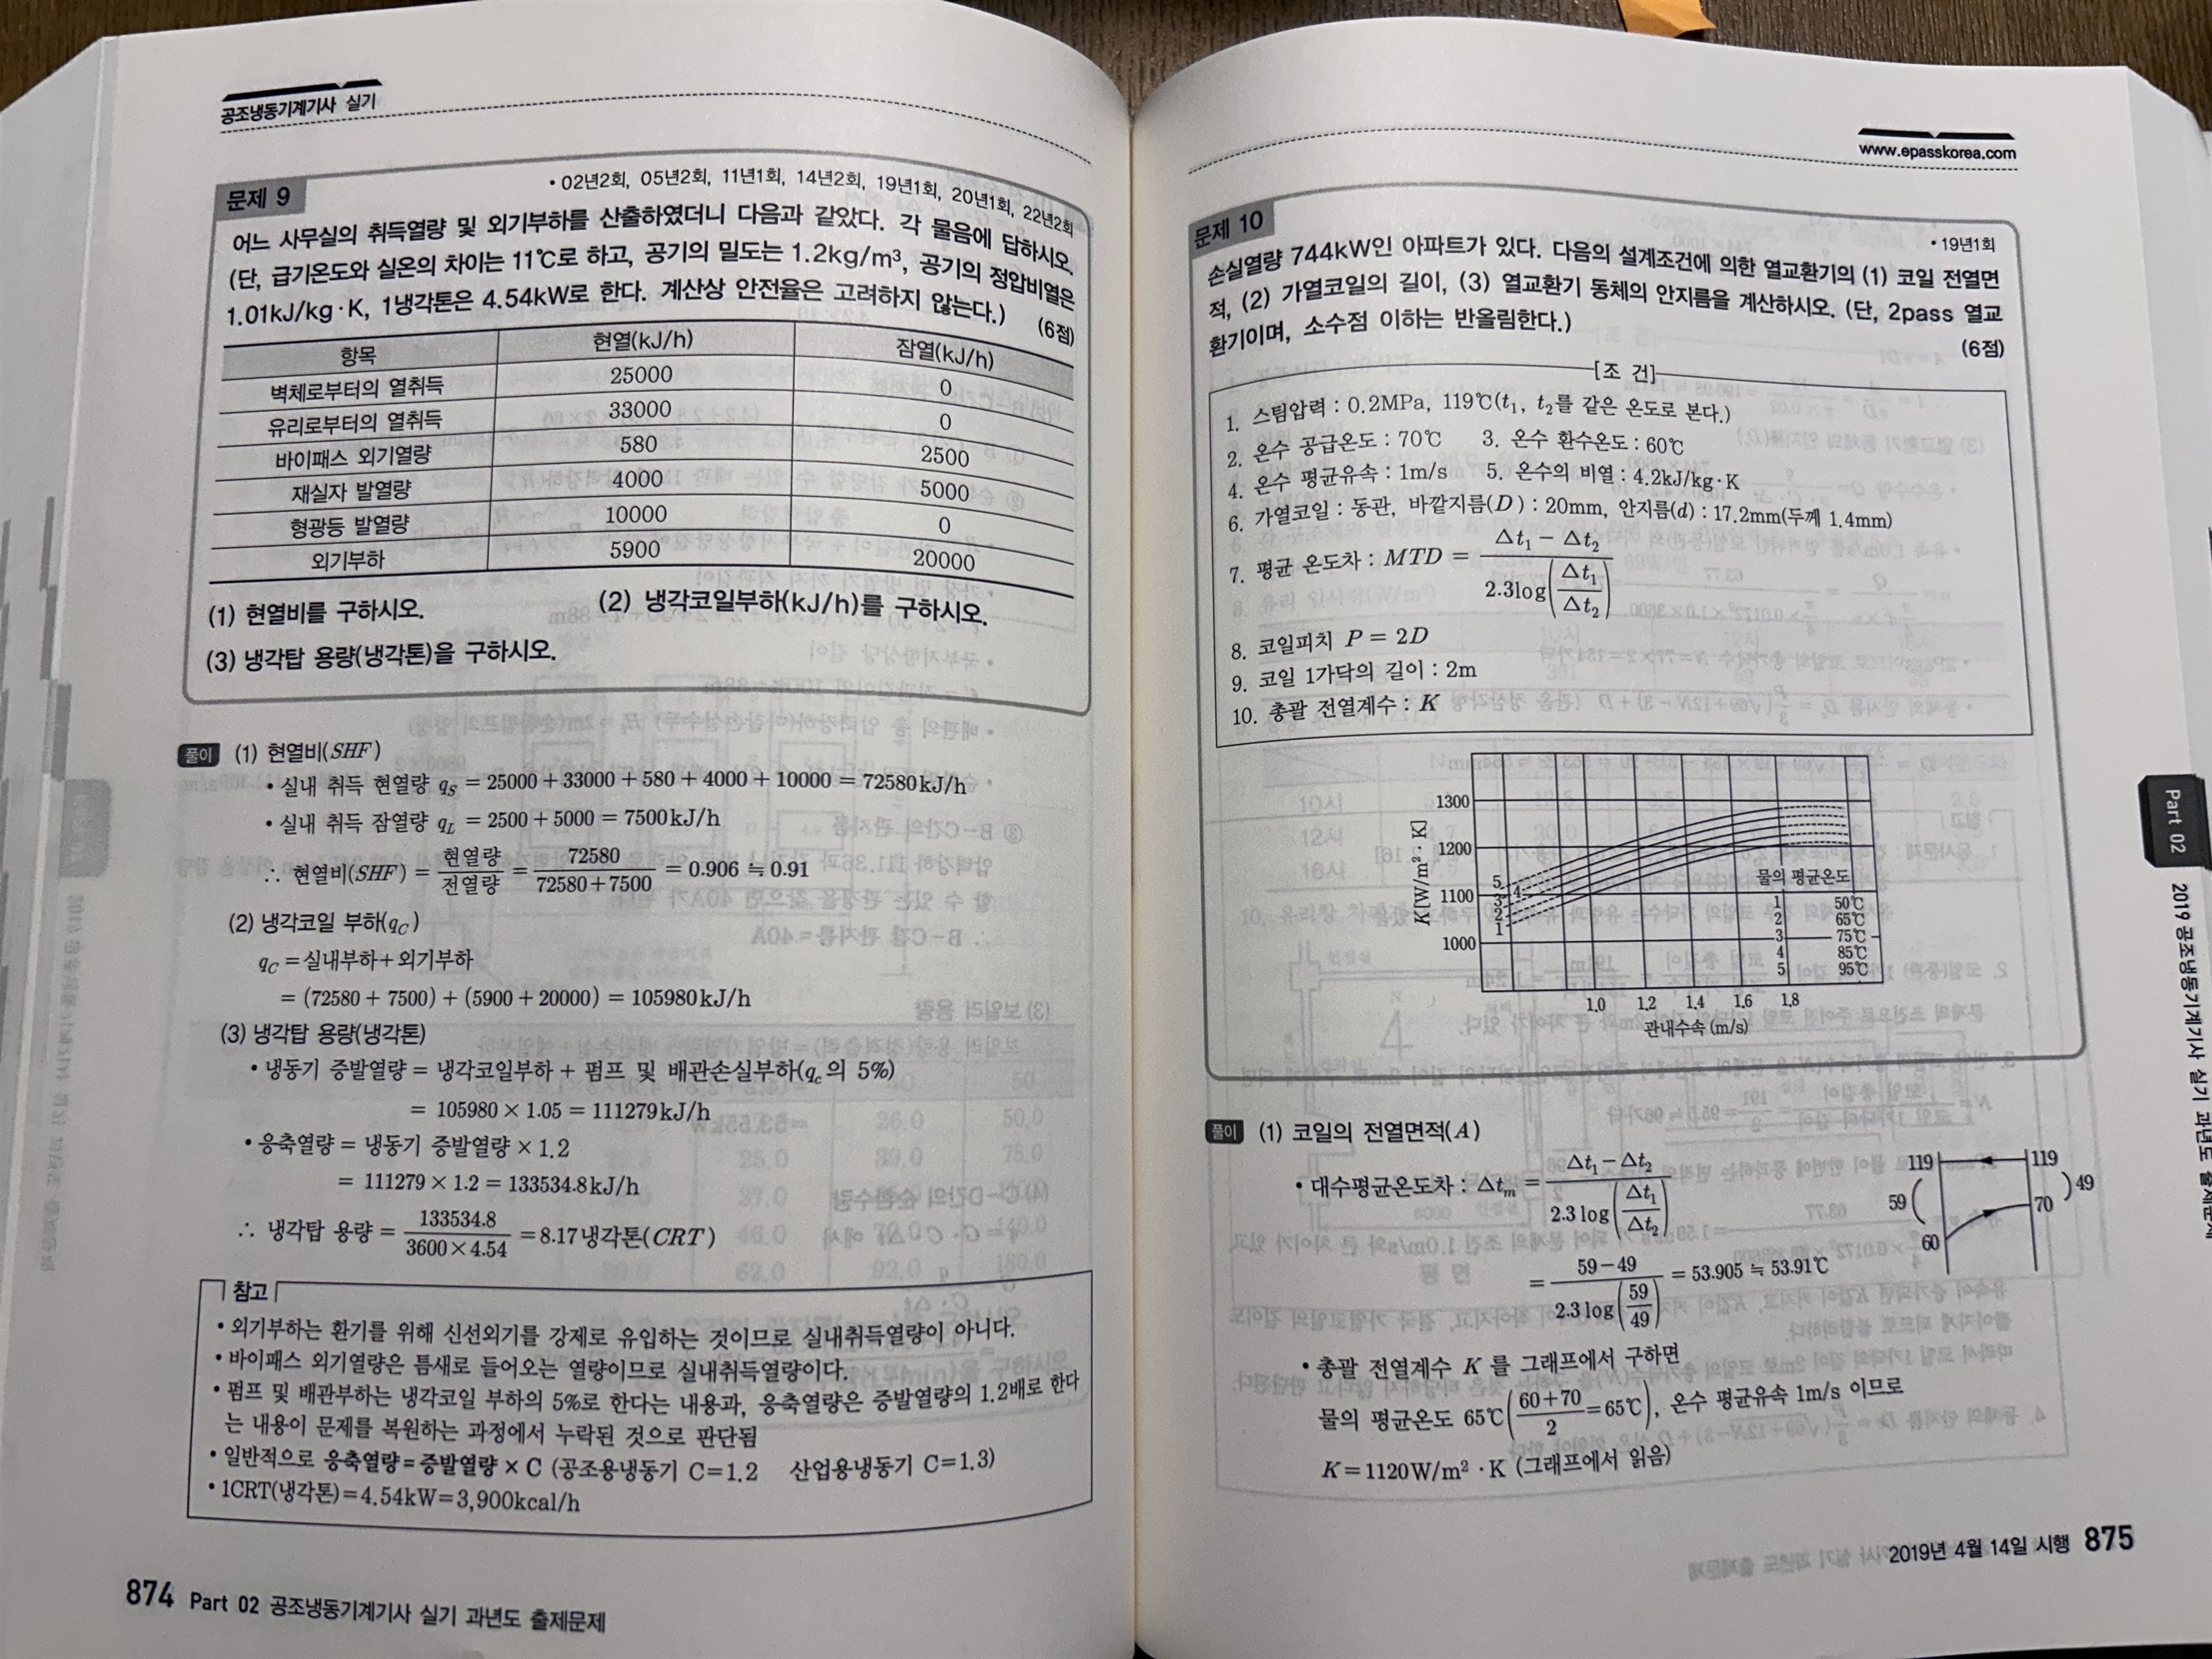 공조냉동기계기사 실기
문제 9
• 02년2회, 05년2회, 11년1회, 14년2회, 19년1회, 20년1회, 22년2회
어느 사무실의 취득열량 및 외기부하를 산출하였더니 다음과 같았다. 각 물음에 답하시오.
(단, 급기온도와 실온의 차이는 11℃로 하고, 공기의 밀도는 1.2kg/m³, 공기의 정압비열은
1.01kJ/kg·K, 1냉각톤은 4.54kW로 한다. 계산상 안전율은 고려하지 않는다.) (6점)
항목 현열(kJ/h) 잠열(kJ/h)
벽체로부터의 열취득 25000 0
유리로부터의 열취득 33000 0
바이패스 외기열량 580 2500
재실자 발열량 4000 5000
형광등 발열량 10000 0
외기부하 5900 20000
(1) 현열비를 구하시오. (2) 냉각코일부하(kJ/h)를 구하시오.
(3) 냉각탑 용량(냉각톤)을 구하시오.
풀이 (1) 현열비(SHF)
• 실내 취득 현열량 qS = 25000 + 33000 + 580 + 4000 + 10000 = 72580kJ/h
• 실내 취득 잠열량 qL = 2500 + 5000 = 7500kJ/h
∴ 현열비(SHF) = 현열량/전열량 = 72580/(72580+7500) = 0.906 ≒ 0.91
(2) 냉각코일 부하(qC)
qC = 실내부하+외기부하
= (72580 + 7500) + (5900 + 20000) = 105980kJ/h
(3) 냉각탑 용량(냉각톤)
• 냉동기 증발열량 = 냉각코일부하 + 펌프 및 배관손실부하(qc의 5%)
= 105980 × 1.05 = 111279kJ/h
• 응축열량 = 냉동기 증발열량 × 1.2
= 111279 × 1.2 = 133534.8kJ/h
∴ 냉각탑 용량 = 133534.8/(3600×4.54) = 8.17냉각톤(CRT)
참고
• 외기부하는 환기를 위해 신선외기를 강제로 유입하는 것이므로 실내취득열량이 아니다.
• 바이패스 외기열량은 틈새로 들어오는 열량이므로 실내취득열량이다.
• 펌프 및 배관부하는 냉각코일 부하의 5%로 한다는 내용과, 응축열량은 증발열량의 1.2배로 한다
는 내용이 문제를 복원하는 과정에서 누락된 것으로 판단됨
• 일반적으로 응축열량=증발열량 × C (공조용냉동기 C=1.2 산업용냉동기 C=1.3)
• 1CRT(냉각톤)=4.54kW=3,900kcal/h
874 Part 02 공조냉동기계기사 실기 과년도 출제문제
www.epasskorea.com
문제 10
• 19년1회
손실열량 744kW인 아파트가 있다. 다음의 설계조건에 의한 열교환기의 (1) 코일 전열면
적, (2) 가열코일의 길이, (3) 열교환기 동체의 안지름을 계산하시오. (단, 2pass 열교
환기이며, 소수점 이하는 반올림한다.) (6점)
[조 건]
1. 스팀압력 : 0.2MPa, 119℃(t₁, t₂를 같은 온도로 본다.)
2. 온수 공급온도 : 70℃ 3. 온수 환수온도 : 60℃
4. 온수 평균유속 : 1m/s 5. 온수의 비열 : 4.2kJ/kg·K
6. 가열코일 : 동관, 바깥지름(D) : 20mm, 안지름(d) : 17.2mm(두께 1.4mm)
7. 평균 온도차 : MTD = (Δt₁ − Δt₂)/(2.3log(Δt₁/Δt₂))
8. 코일피치 P = 2D
9. 코일 1가닥의 길이 : 2m
10. 총괄 전열계수 : K
K[W/m²·K]
1300
1200
1100
1000
5
4
3
2
1
물의 평균온도
1 50℃
2 65℃
3 75℃
4 85℃
5 95℃
1.0 1.2 1.4 1.6 1.8
관내수속 (m/s)
풀이 (1) 코일의 전열면적(A)
• 대수평균온도차 : Δtm = (Δt₁−Δt₂)/(2.3log(Δt₁/Δt₂))
= (59−49)/(2.3log(59/49)) = 53.905 ≒ 53.91℃
119 119
59 49
70
60
• 총괄 전열계수 K 를 그래프에서 구하면
물의 평균온도 65℃((60+70)/2=65℃), 온수 평균유속 1m/s 이므로
K=1120W/m²·K (그래프에서 읽음)
2019년 4월 14일 시행 875
Part 02
2019 공조냉동기계기사 실기 과년도 출제문제